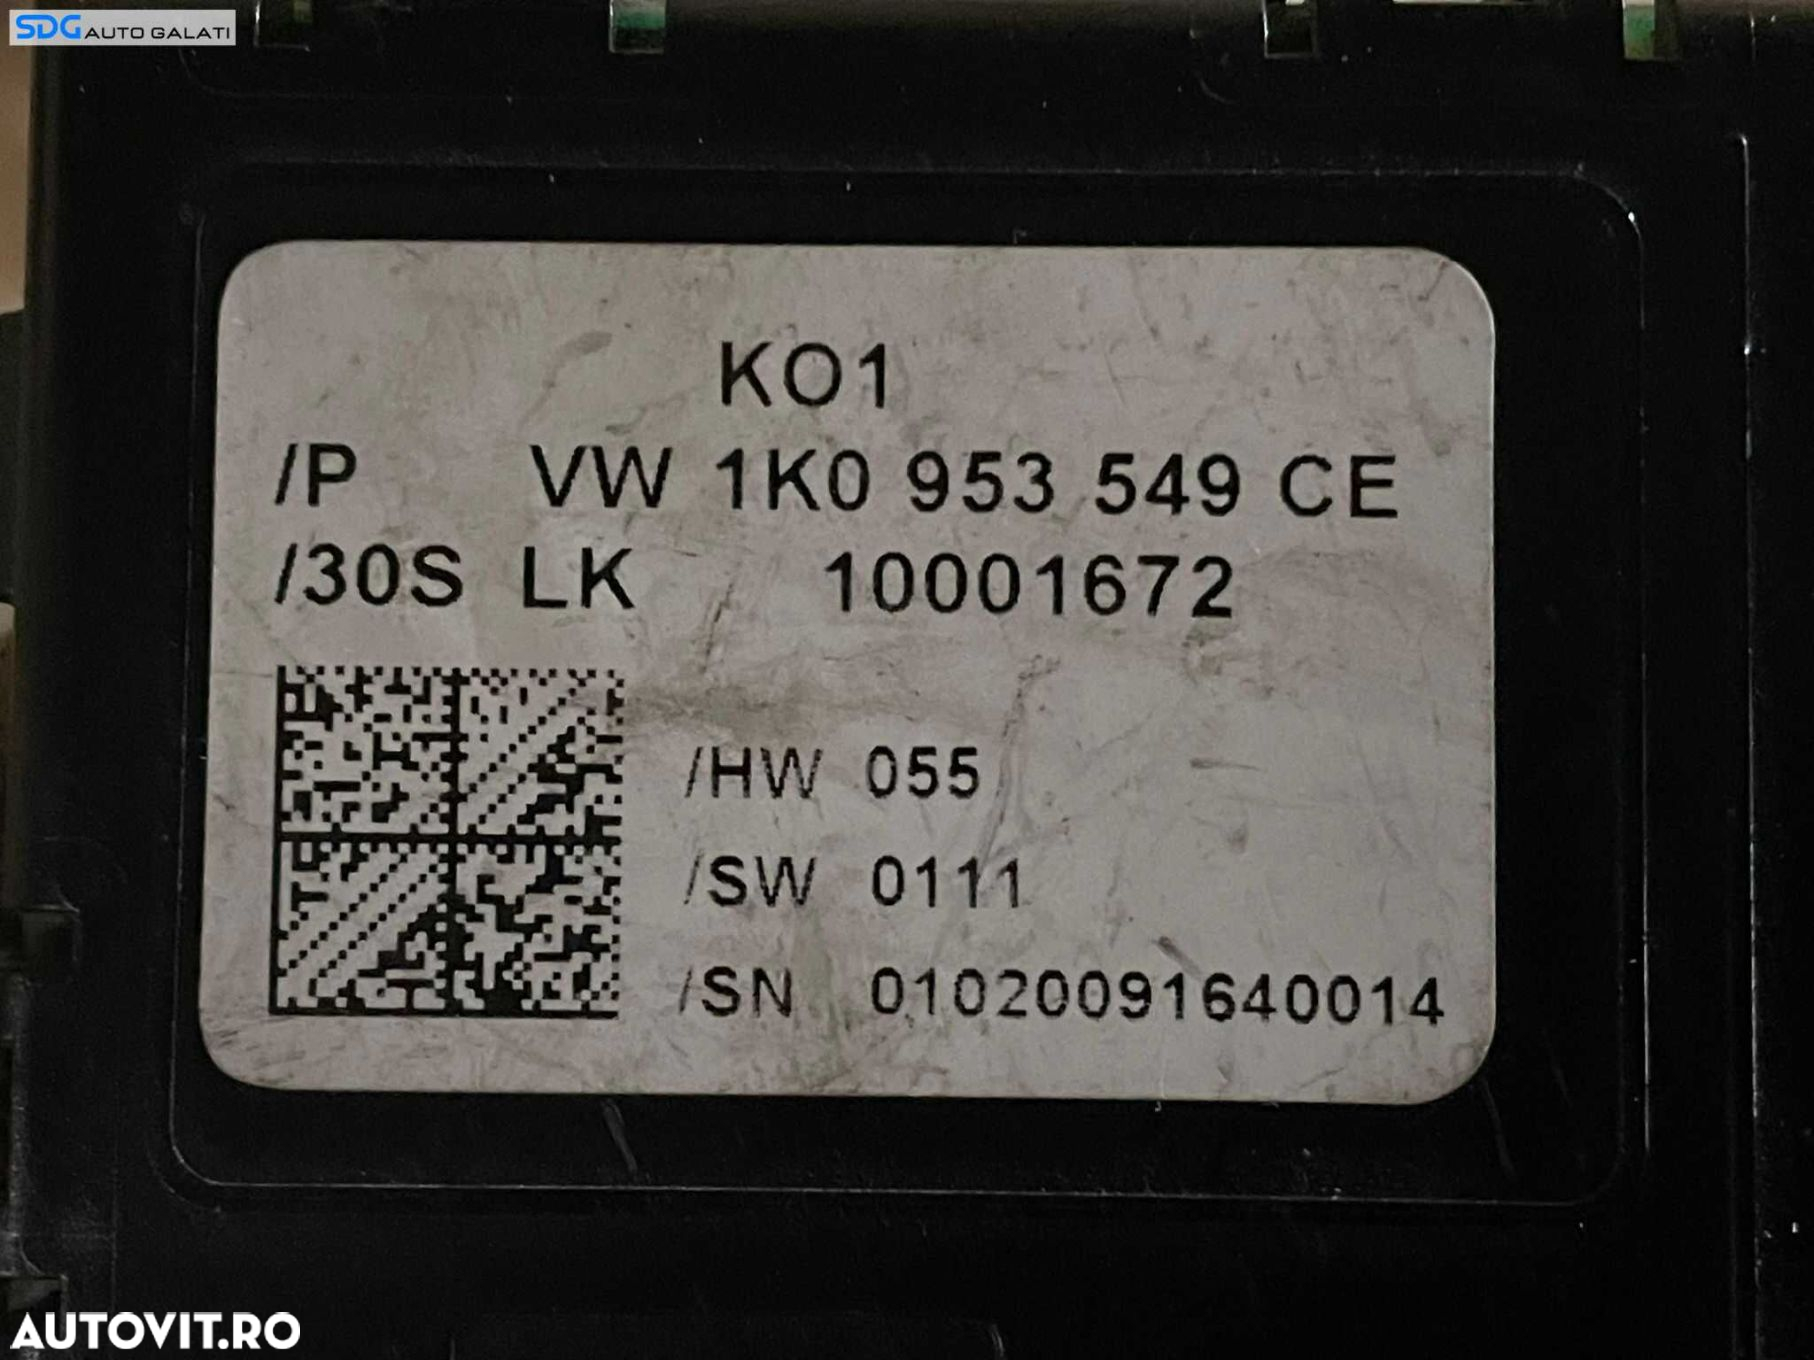 SDG AUTO GALATI
KO1
/P VW 1K0 953 549 CE
/30S LK 10001672
/HW 055
/SW 0111
/SN 01020091640014
AUTOVIT.RO